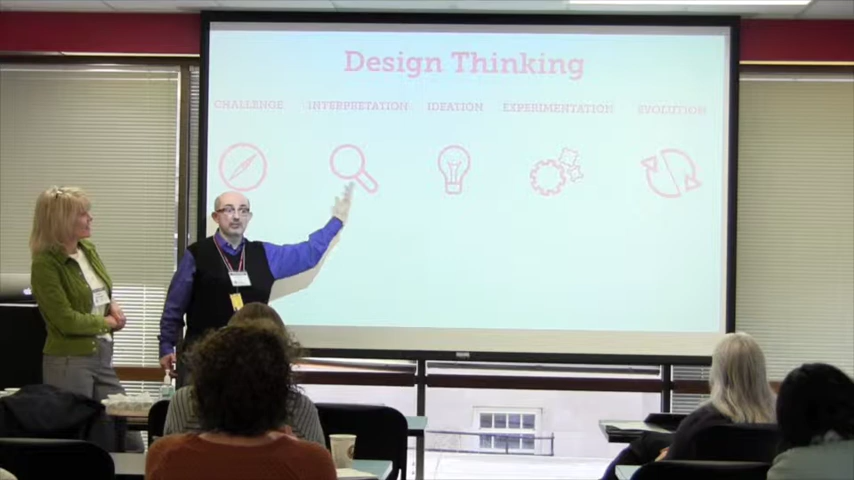 Design Thinking
CHALLENGE INTERPRETATION IDEATION EXPERIMENTATION EVOLUTION